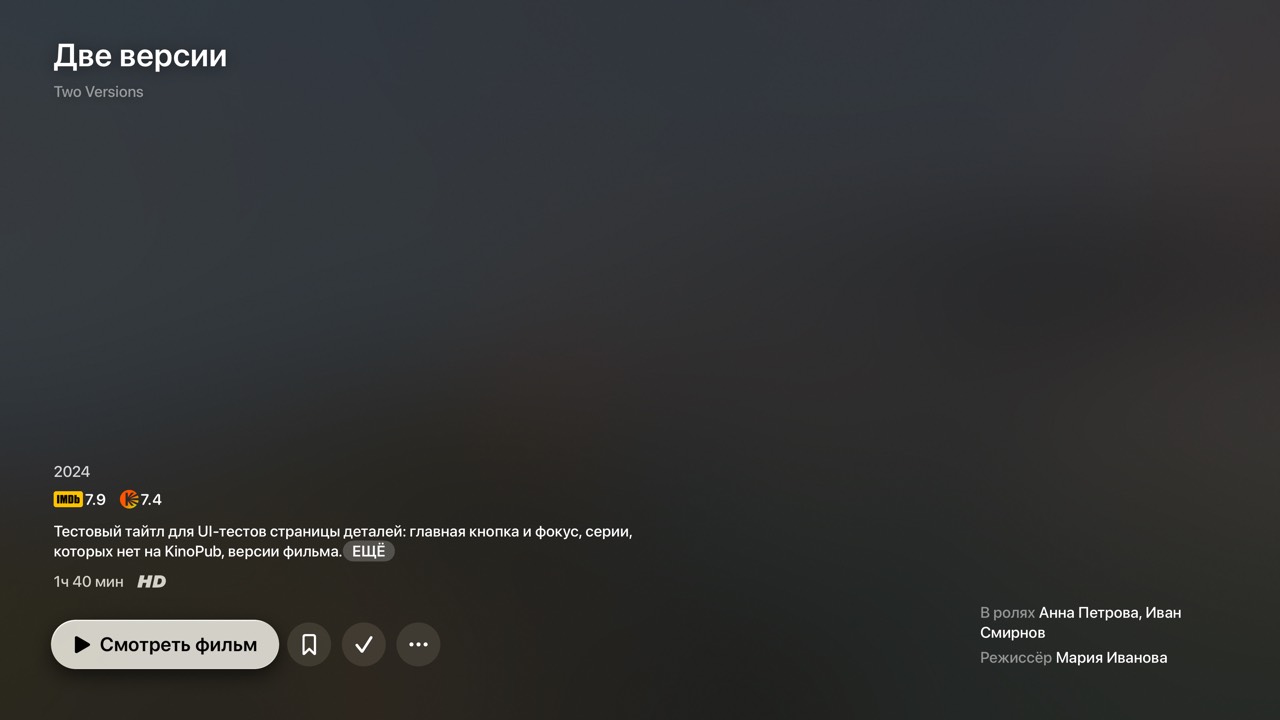 Две версии
Two Versions
2024
IMDb 7.9 7.4
Тестовый тайтл для UI-тестов страницы деталей: главная кнопка и фокус, серии,
которых нет на KinoPub, версии фильма. ЕЩЁ
1ч 40 мин HD
Смотреть фильм
В ролях Анна Петрова, Иван
Смирнов
Режиссёр Мария Иванова